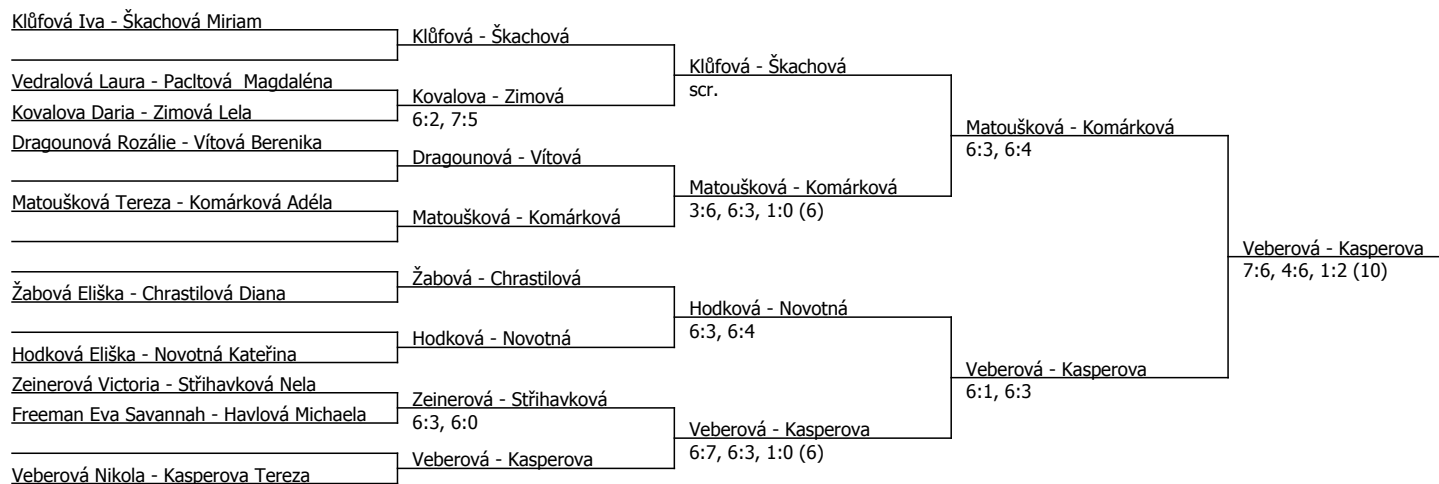 Klůfová Iva - Škachová Miriam
Vedralová Laura - Pacltová  Magdaléna
Kovalova Daria - Zimová Lela
Dragounová Rozálie - Vítová Berenika
Matoušková Tereza - Komárková Adéla
Žabová Eliška - Chrastilová Diana
Hodková Eliška - Novotná Kateřina
Zeinerová Victoria - Střihavková Nela
Freeman Eva Savannah - Havlová Michaela
Veberová Nikola - Kasperova Tereza
Klůfová - Škachová
Kovalova - Zimová
6:2, 7:5
Dragounová - Vítová
Matoušková - Komárková
Žabová - Chrastilová
Hodková - Novotná
Zeinerová - Střihavková
6:3, 6:0
Veberová - Kasperova
Klůfová - Škachová
scr.
Matoušková - Komárková
3:6, 6:3, 1:0 (6)
Hodková - Novotná
6:3, 6:4
Veberová - Kasperova
6:7, 6:3, 1:0 (6)
Matoušková - Komárková
6:3, 6:4
Veberová - Kasperova
6:1, 6:3
Veberová - Kasperova
7:6, 4:6, 1:2 (10)